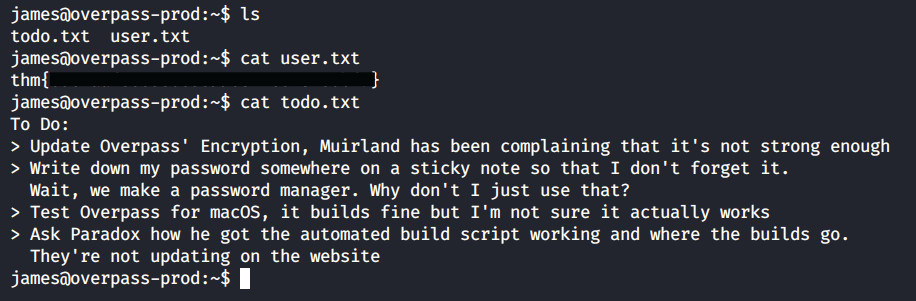 james@overpass-prod:~$ ls
todo.txt  user.txt
james@overpass-prod:~$ cat user.txt
thm{                              }
james@overpass-prod:~$ cat todo.txt
To Do:
> Update Overpass' Encryption, Muirland has been complaining that it's not strong enough
> Write down my password somewhere on a sticky note so that I don't forget it.
  Wait, we make a password manager. Why don't I just use that?
> Test Overpass for macOS, it builds fine but I'm not sure it actually works
> Ask Paradox how he got the automated build script working and where the builds go.
  They're not updating on the website
james@overpass-prod:~$